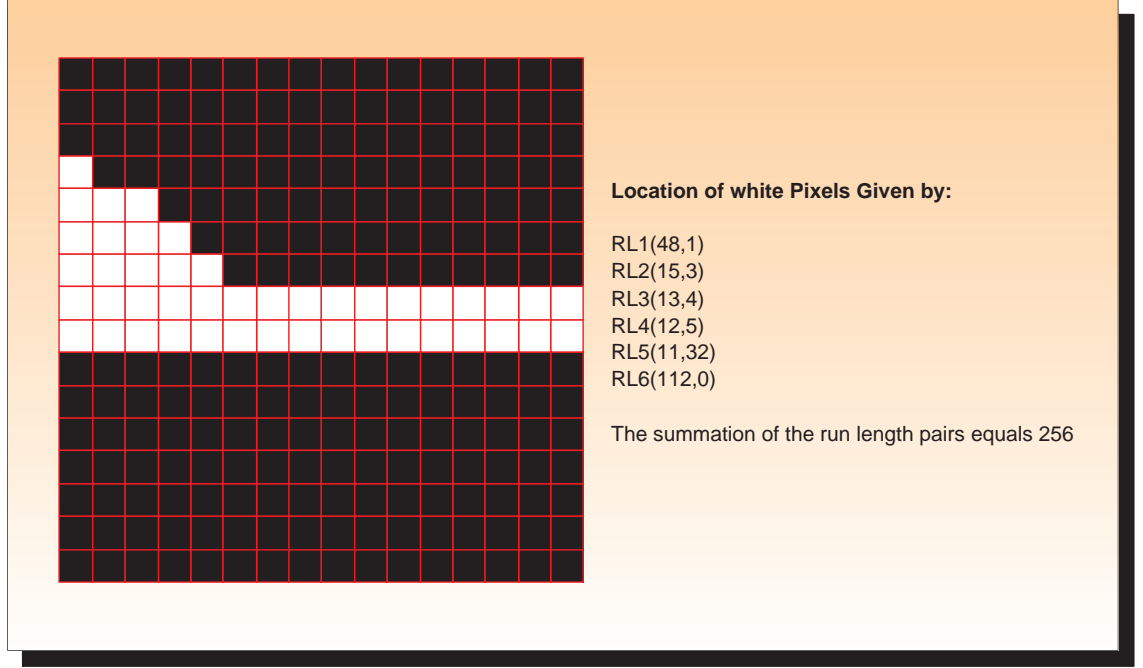 Location of white Pixels Given by:
RL1(48,1)
RL2(15,3)
RL3(13,4)
RL4(12,5)
RL5(11,32)
RL6(112,0)
The summation of the run length pairs equals 256